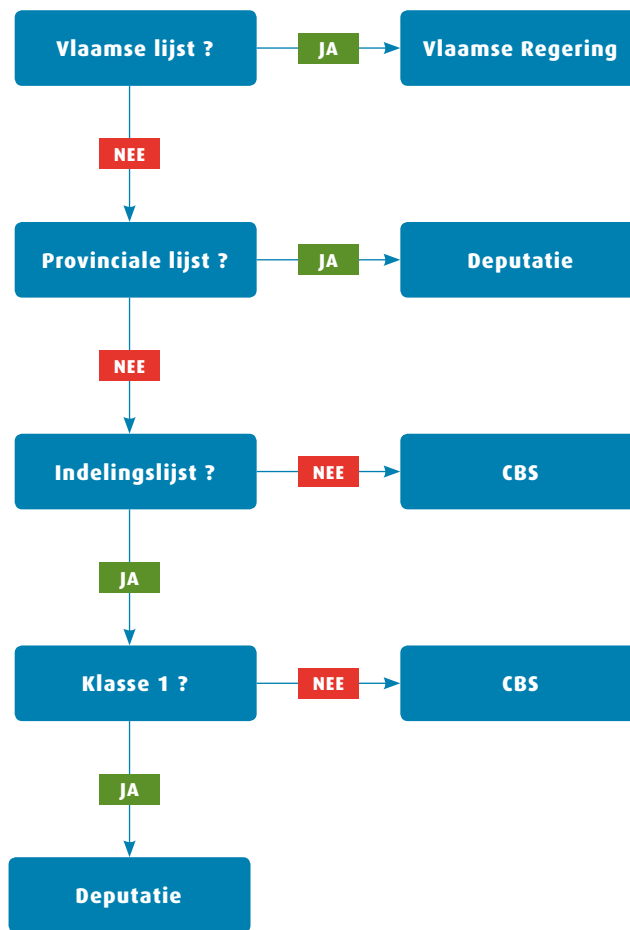 Vlaamse lijst ?
JA
Vlaamse Regering
NEE
Provinciale lijst ?
JA
Deputatie
NEE
Indelingslijst ?
NEE
CBS
JA
Klasse 1 ?
NEE
CBS
JA
Deputatie